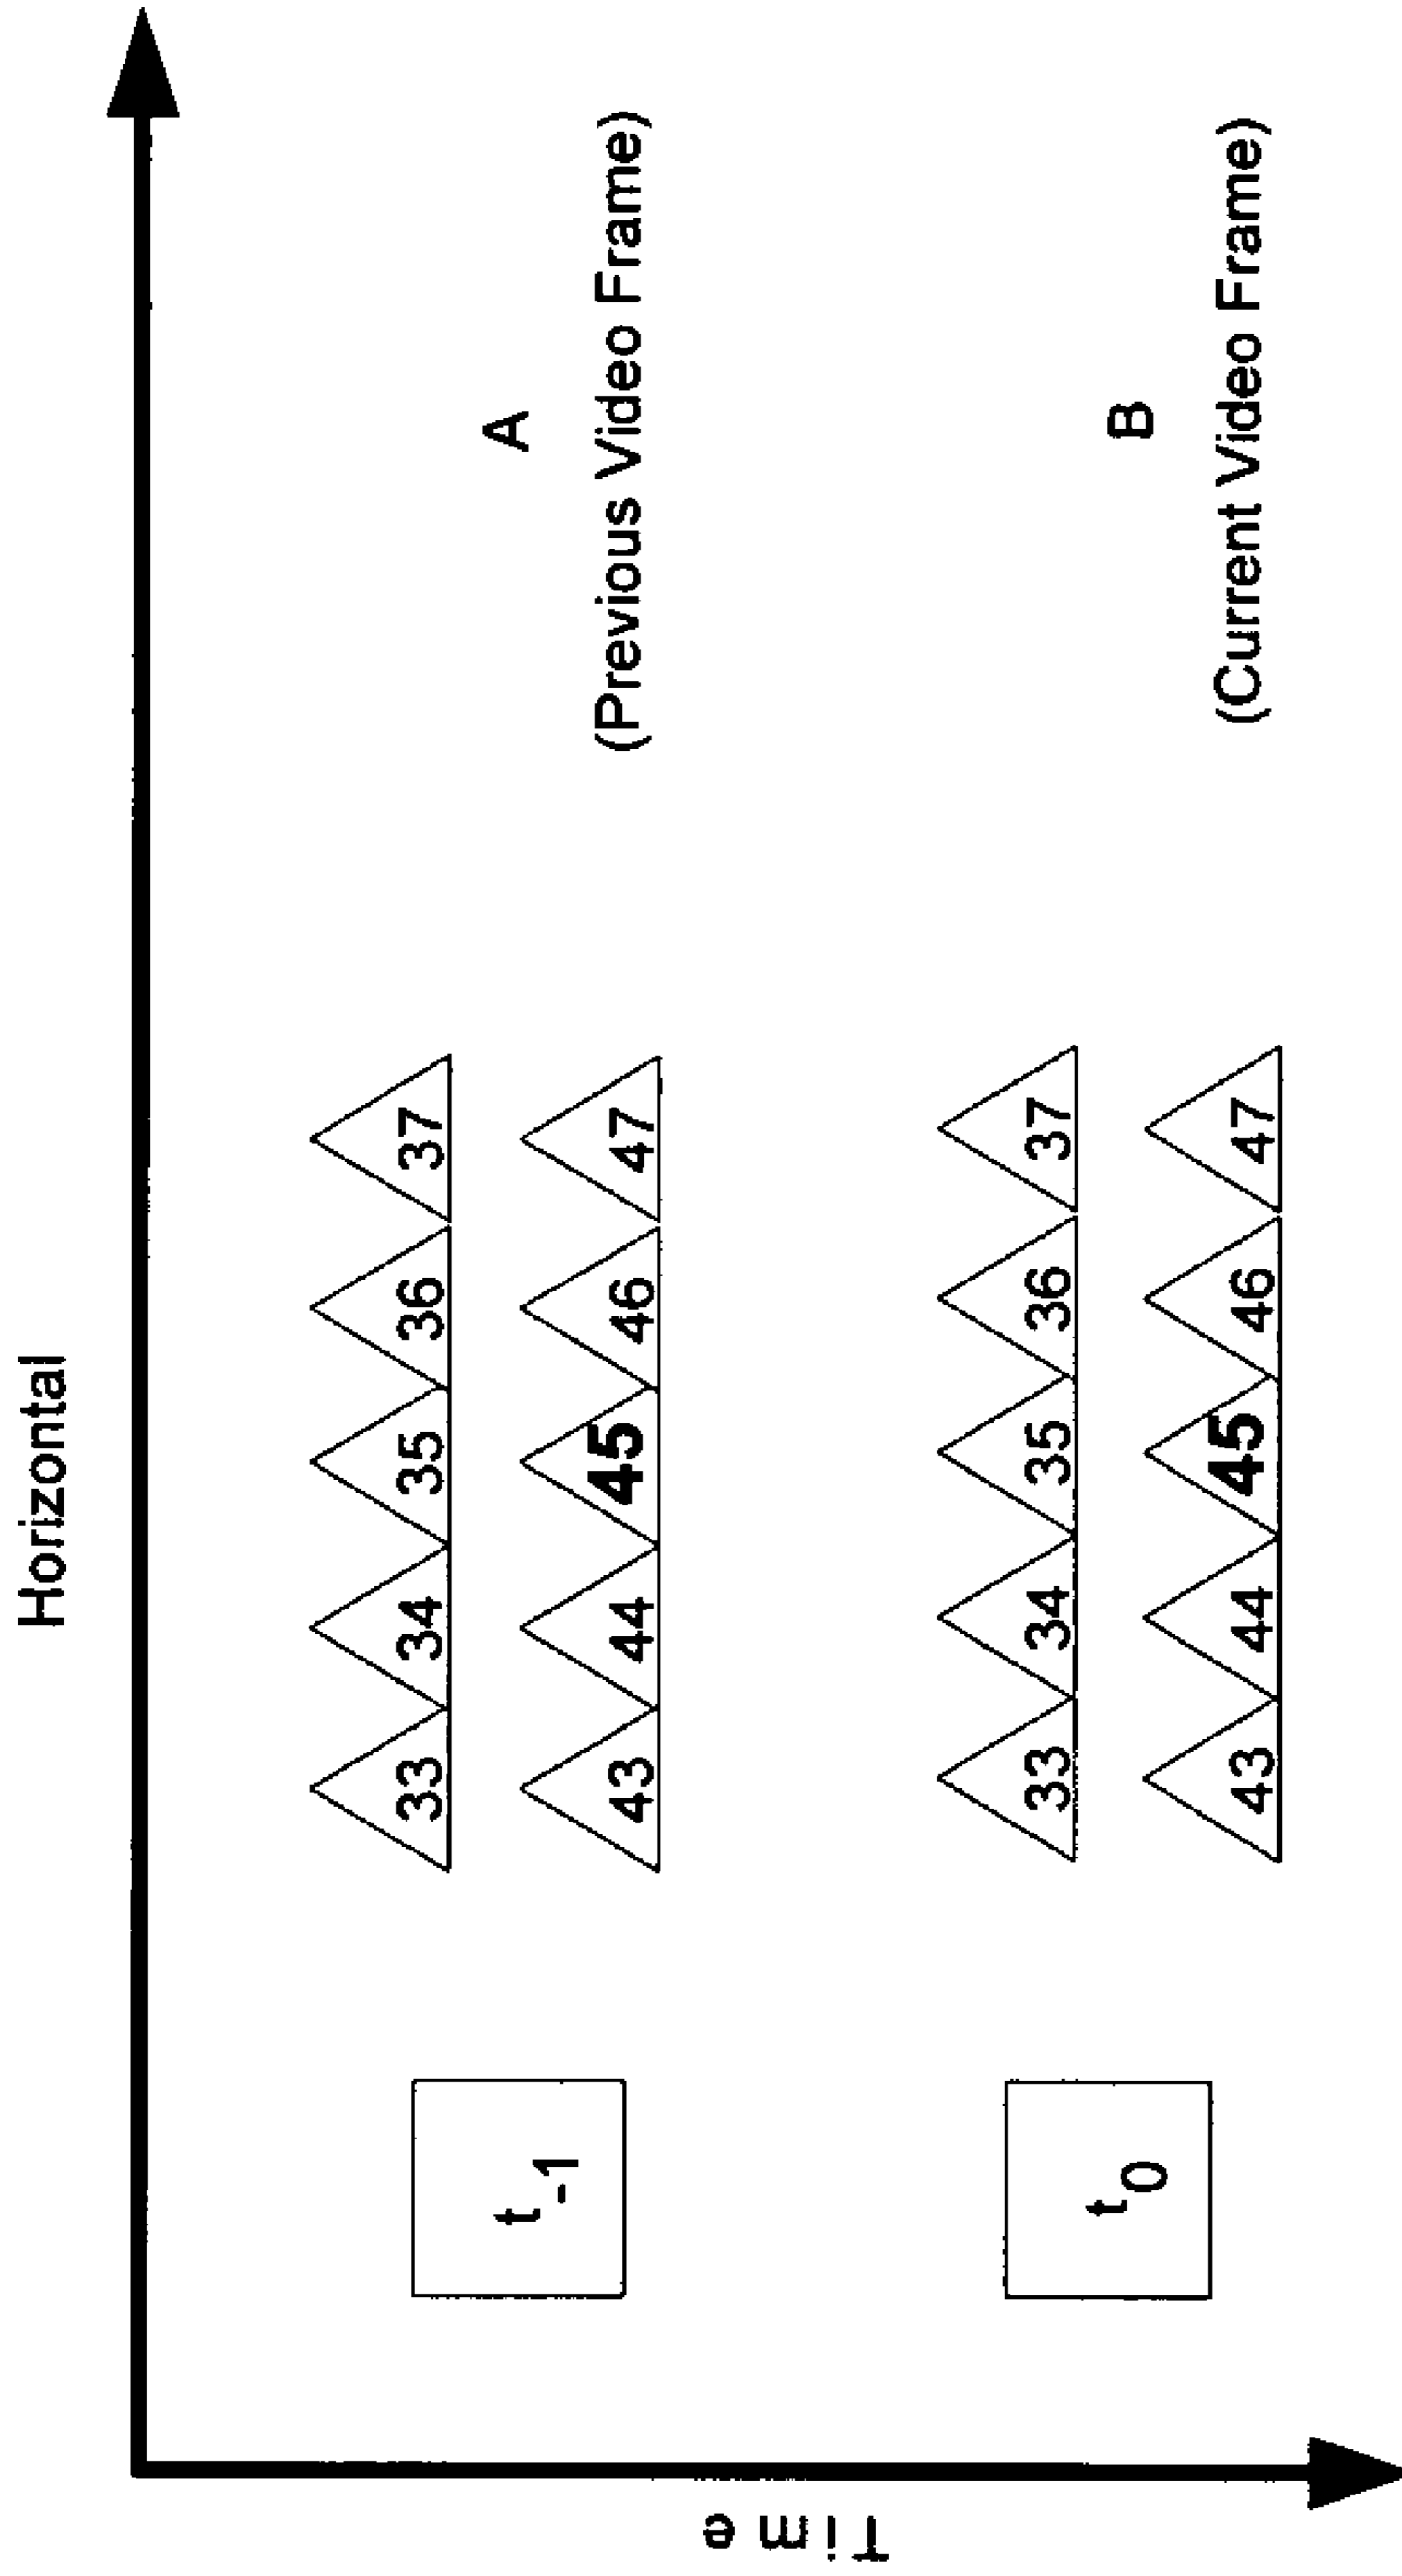 Horizontal
Time
t-1
33 34 35 36 37
43 44 45 46 47
A
(Previous Video Frame)
t0
33 34 35 36 37
43 44 45 46 47
B
(Current Video Frame)